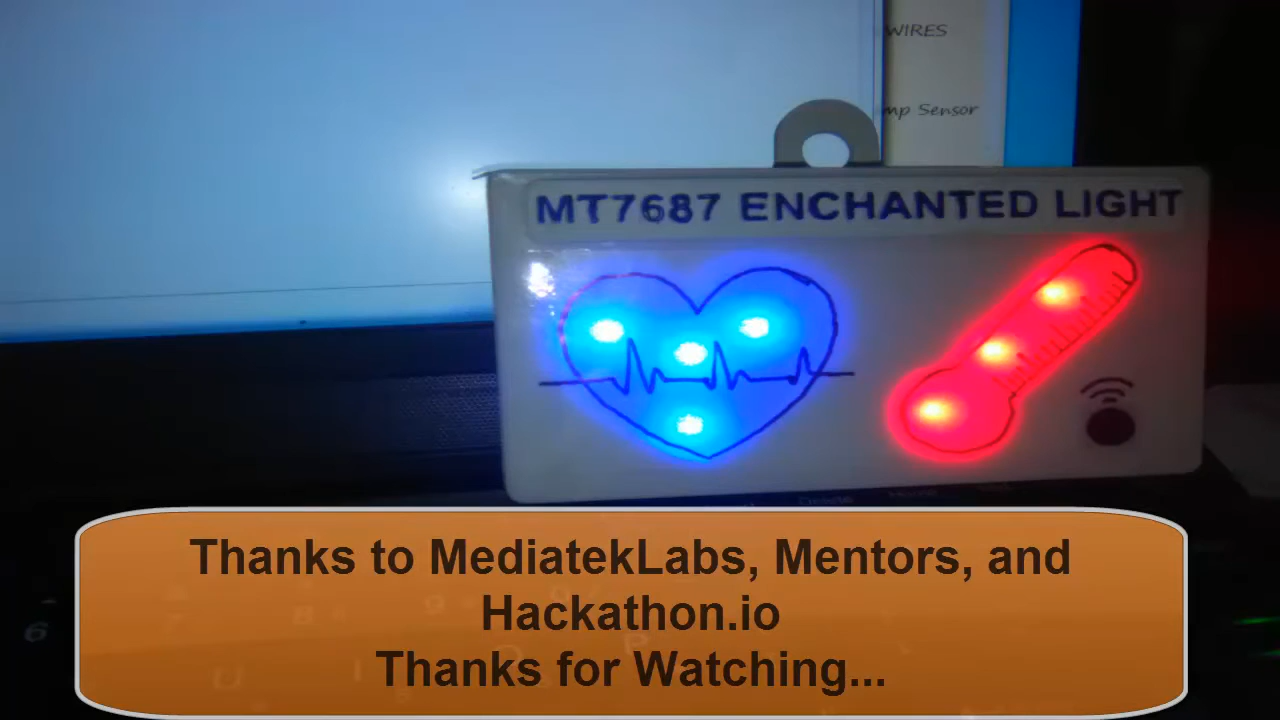 WIRES
mp Sensor
MT7687 ENCHANTED LIGHT
Thanks to MediatekLabs, Mentors, and
Hackathon.io
Thanks for Watching...